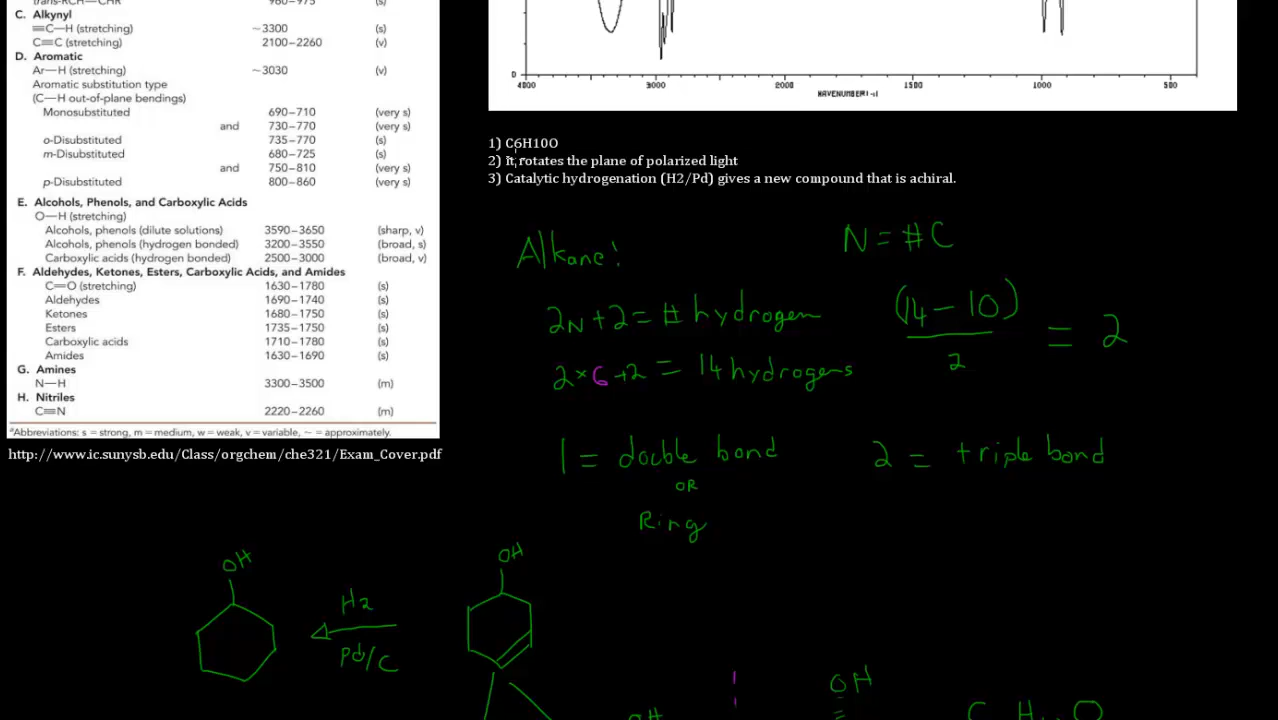 trans-RCH=CHR 960–975 (s)
C. Alkynyl
≡C—H (stretching) ~3300 (s)
C≡C (stretching) 2100–2260 (v)
D. Aromatic
Ar—H (stretching) ~3030 (v)
Aromatic substitution type
(C—H out-of-plane bendings)
Monosubstituted 690–710 (very s)
and 730–770 (very s)
o-Disubstituted 735–770 (s)
m-Disubstituted 680–725 (s)
and 750–810 (very s)
p-Disubstituted 800–860 (very s)
E. Alcohols, Phenols, and Carboxylic Acids
O—H (stretching)
Alcohols, phenols (dilute solutions) 3590–3650 (sharp, v)
Alcohols, phenols (hydrogen bonded) 3200–3550 (broad, s)
Carboxylic acids (hydrogen bonded) 2500–3000 (broad, v)
F. Aldehydes, Ketones, Esters, Carboxylic Acids, and Amides
C=O (stretching) 1630–1780 (s)
Aldehydes 1690–1740 (s)
Ketones 1680–1750 (s)
Esters 1735–1750 (s)
Carboxylic acids 1710–1780 (s)
Amides 1630–1690 (s)
G. Amines
N—H 3300–3500 (m)
H. Nitriles
C≡N 2220–2260 (m)
ᵃAbbreviations: s = strong, m = medium, w = weak, v = variable, ~ = approximately.
http://www.ic.sunysb.edu/Class/orgchem/che321/Exam_Cover.pdf
0
4000 3000 2000 1500 1000 500
WAVENUMBER(-1)
1) C6H10O
2) It rotates the plane of polarized light
3) Catalytic hydrogenation (H2/Pd) gives a new compound that is achiral.
Alkane! N = #C
2N+2 = # hydrogen (14 - 10)
2 = 2
2×6+2 = 14 hydrogens
1 = double bond 2 = triple bond
OR
Ring
OH H2 OH
Pd/C
OH OH C H O